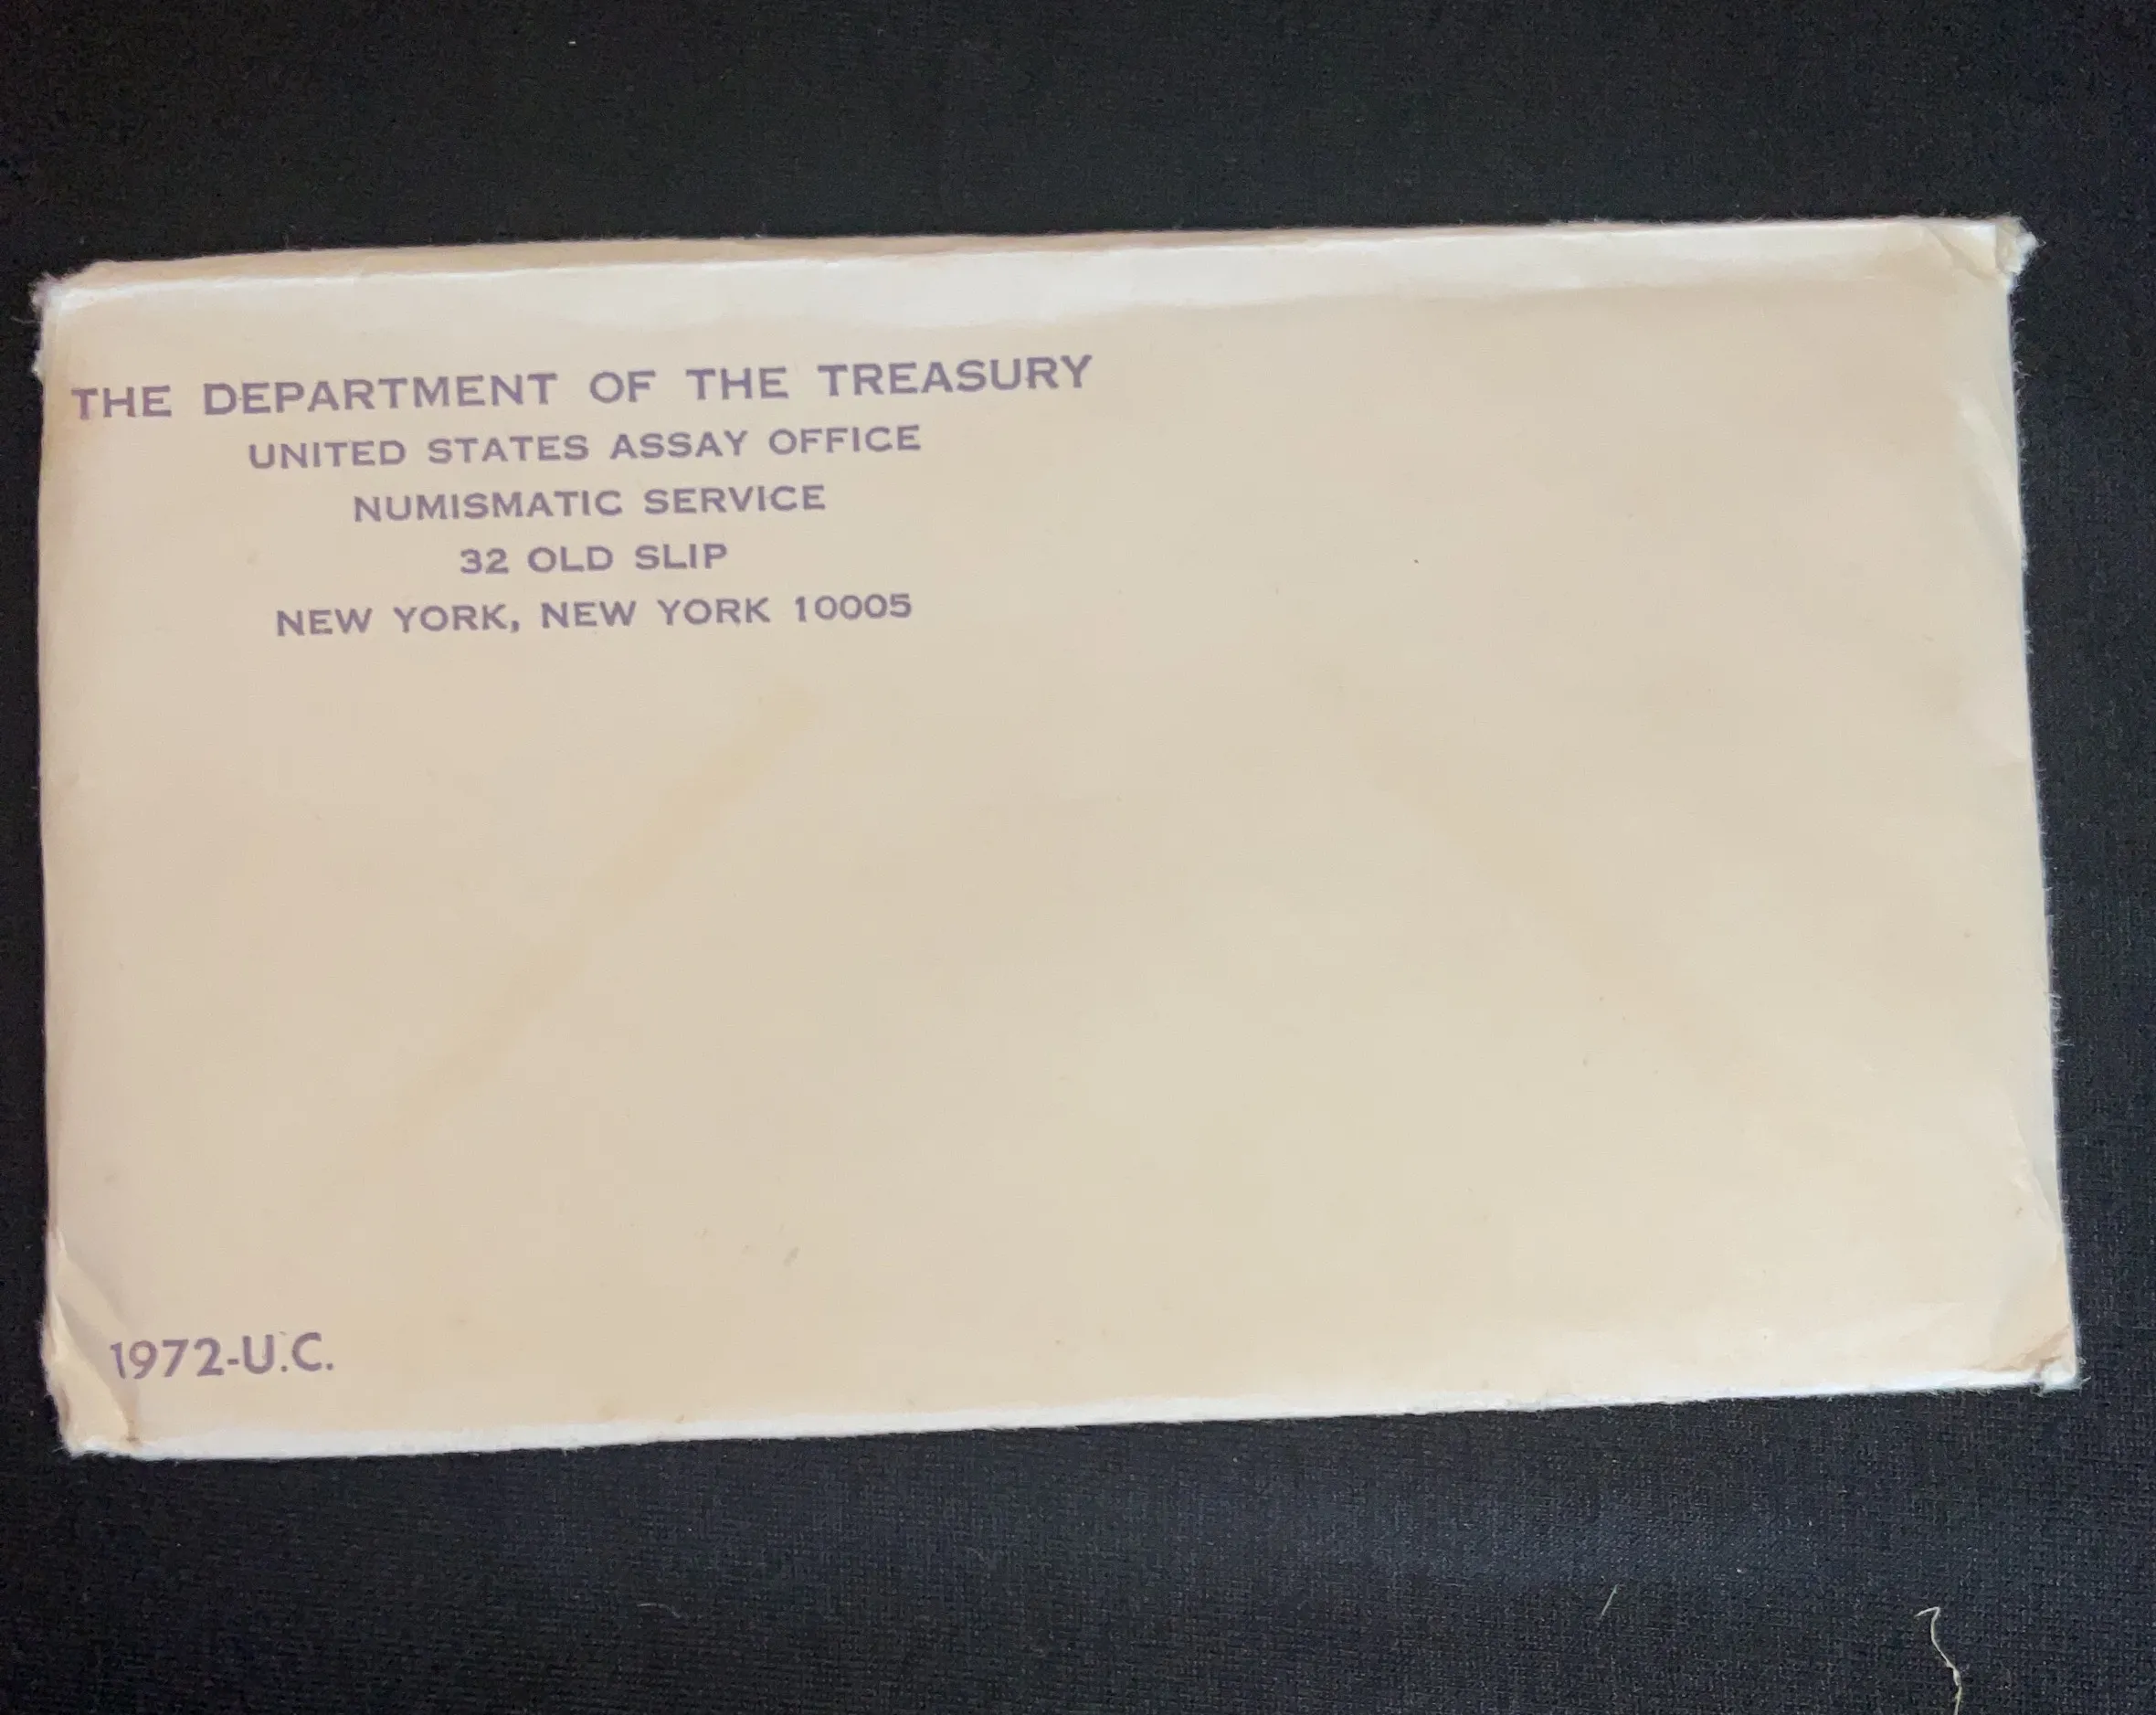 THE DEPARTMENT OF THE TREASURY
UNITED STATES ASSAY OFFICE
NUMISMATIC SERVICE
32 OLD SLIP
NEW YORK, NEW YORK 10005
1972-U.C.